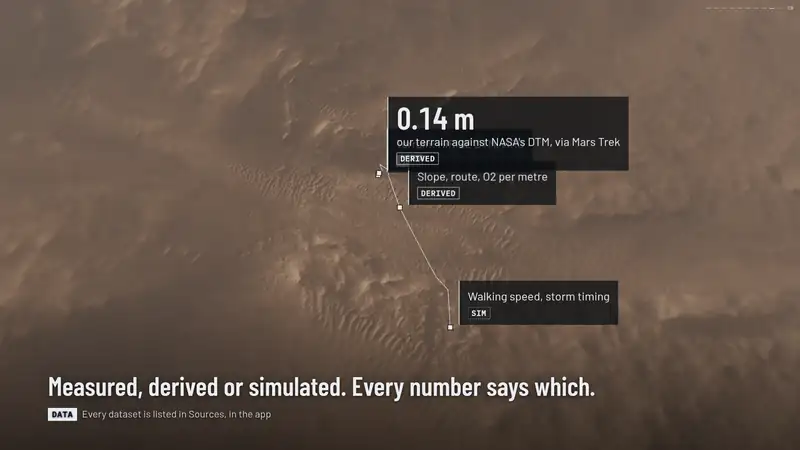 0.14 m
our terrain against NASA's DTM, via Mars Trek
DERIVED
Slope, route, O2 per metre
DERIVED
Walking speed, storm timing
SIM
Measured, derived or simulated. Every number says which.
DATA Every dataset is listed in Sources, in the app